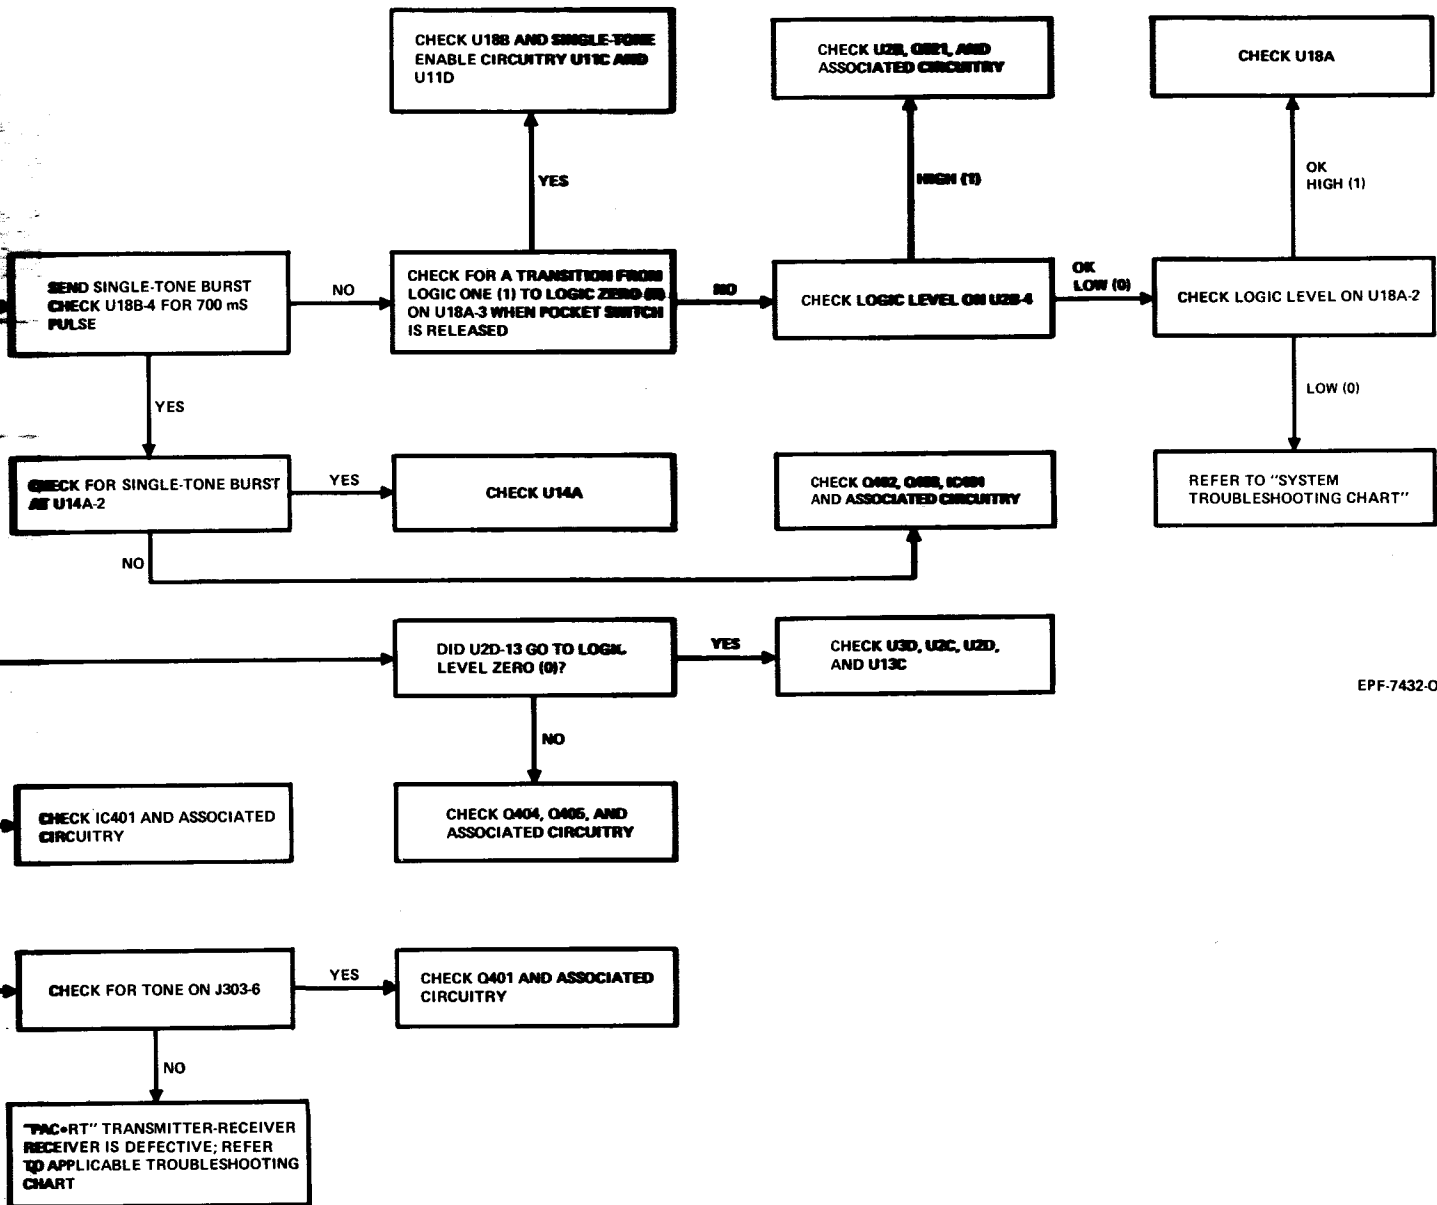 CHECK U18B AND SINGLE-TONE
ENABLE CIRCUITRY U11C AND
U11D
CHECK U2B, AND
ASSOCIATED CIRCUITRY
CHECK U18A
YES
HIGH (1)
OK
HIGH (1)
SEND SINGLE-TONE BURST
CHECK U18B-4 FOR 700 mS
PULSE
NO
CHECK FOR A TRANSITION FROM
LOGIC ONE (1) TO LOGIC ZERO (0)
ON U18A-3 WHEN POCKET SWITCH
IS RELEASED
NO
CHECK LOGIC LEVEL ON U2B-4
OK
LOW (0)
CHECK LOGIC LEVEL ON U18A-2
YES
LOW (0)
CHECK FOR SINGLE-TONE BURST
AT U14A-2
YES
CHECK U14A
CHECK Q402, IC401
AND ASSOCIATED CIRCUITRY
REFER TO "SYSTEM
TROUBLESHOOTING CHART"
NO
DID U2D-13 GO TO LOGIC
LEVEL ZERO (0)?
YES
CHECK U3D, U2C, U2D,
AND U13C
EPF-7432-O
NO
CHECK IC401 AND ASSOCIATED
CIRCUITRY
CHECK Q404, Q405, AND
ASSOCIATED CIRCUITRY
CHECK FOR TONE ON J303-6
YES
CHECK Q401 AND ASSOCIATED
CIRCUITRY
NO
"PAC•RT" TRANSMITTER-RECEIVER
RECEIVER IS DEFECTIVE; REFER
TO APPLICABLE TROUBLESHOOTING
CHART